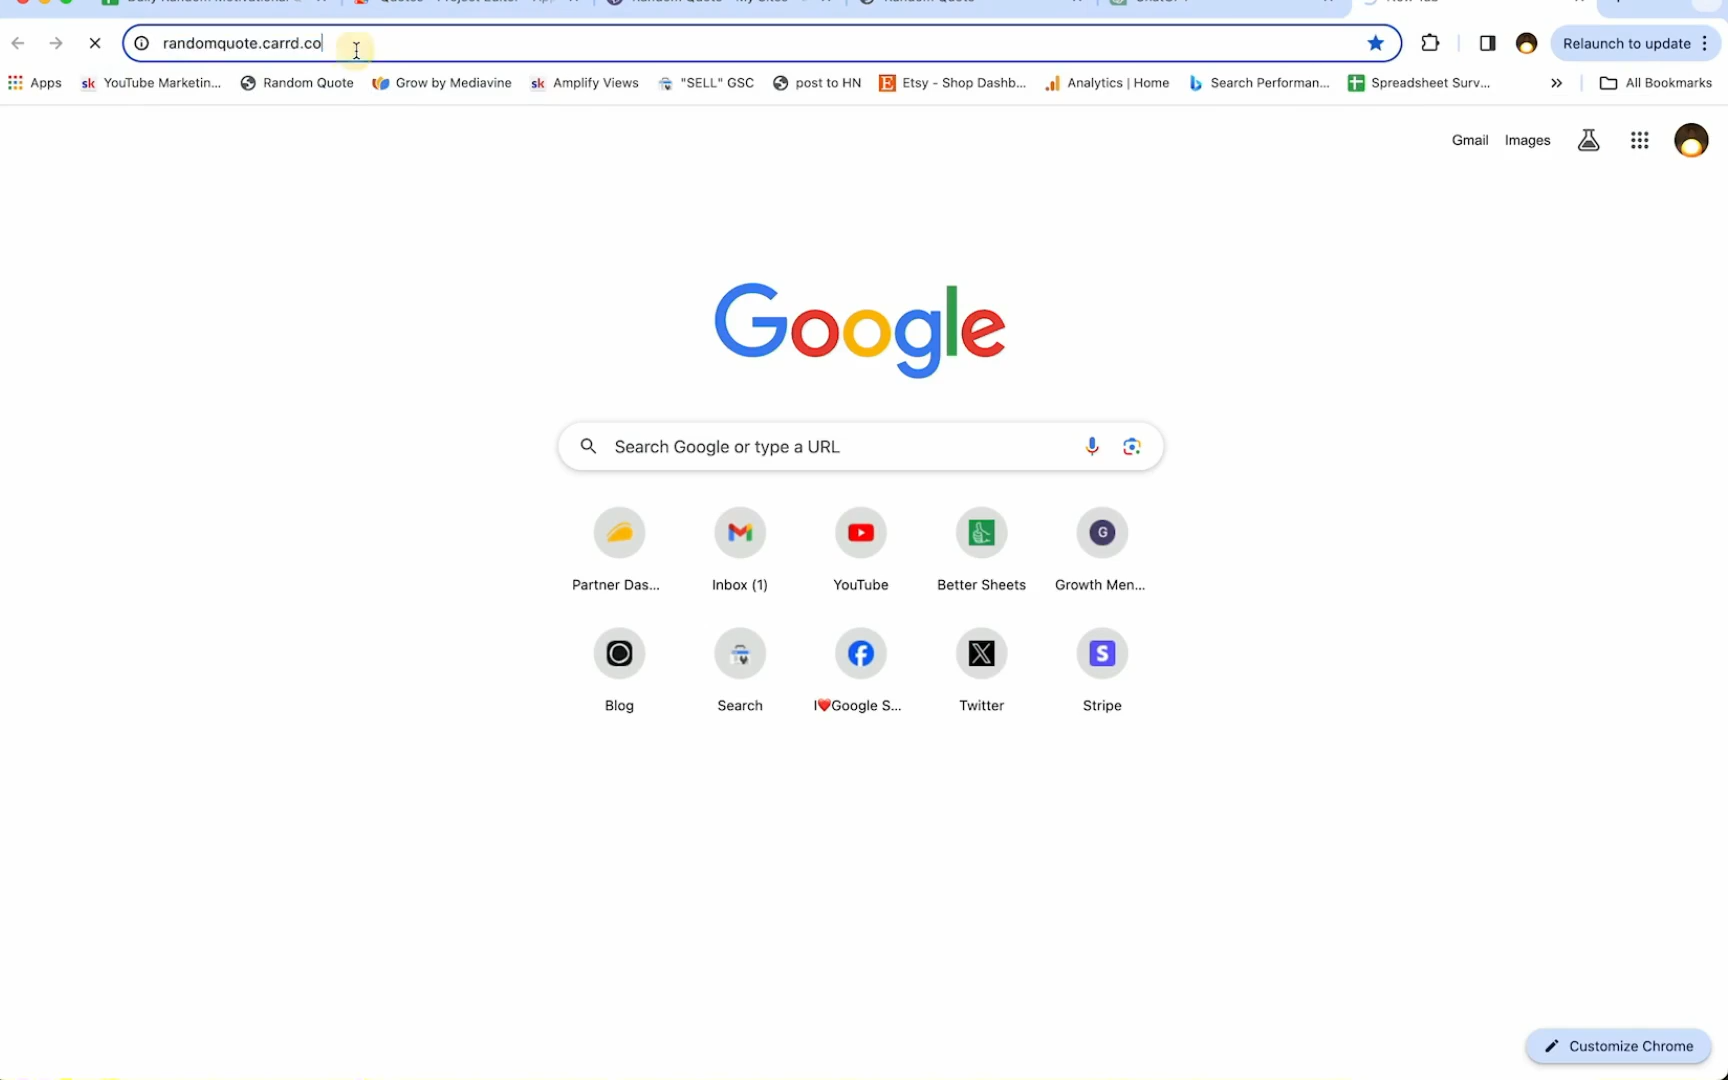 randomquote.carrd.co
Relaunch to update
Apps
YouTube Marketin...
Random Quote
Grow by Mediavine
Amplify Views
"SELL" GSC
post to HN
Etsy - Shop Dashb...
Analytics | Home
Search Performan...
Spreadsheet Surv...
All Bookmarks
Gmail
Images
Google
Search Google or type a URL
Partner Das...
Inbox (1)
YouTube
Better Sheets
Growth Men...
Blog
Search
I❤️Google S...
Twitter
Stripe
Customize Chrome